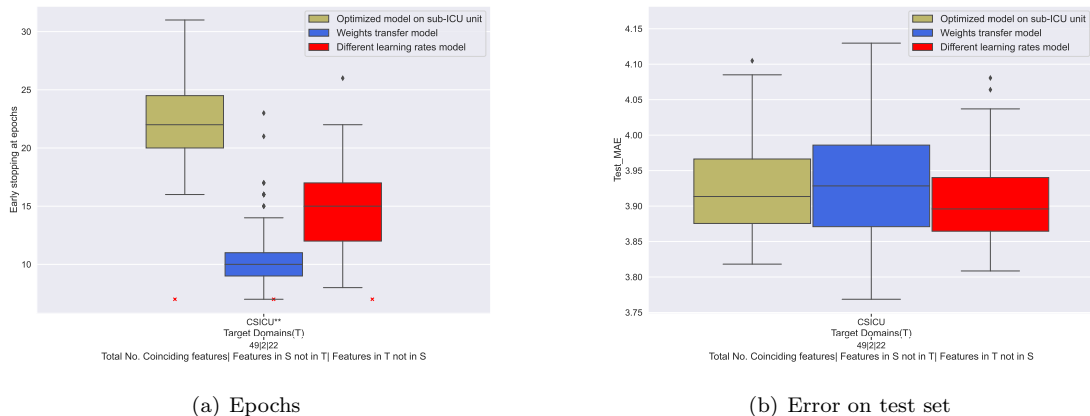 Optimized model on sub-ICU unit
Weights transfer model
Different learning rates model
30
25
20
15
10
Early stopping at epochs
CSICU**
Target Domains(T)
49|2|22
Total No. Coinciding features| Features in S not in T| Features in T not in S
(a) Epochs
Optimized model on sub-ICU unit
Weights transfer model
Different learning rates model
4.15
4.10
4.05
4.00
3.95
3.90
3.85
3.80
3.75
Test_MAE
CSICU
Target Domains(T)
49|2|22
Total No. Coinciding features| Features in S not in T| Features in T not in S
(b) Error on test set